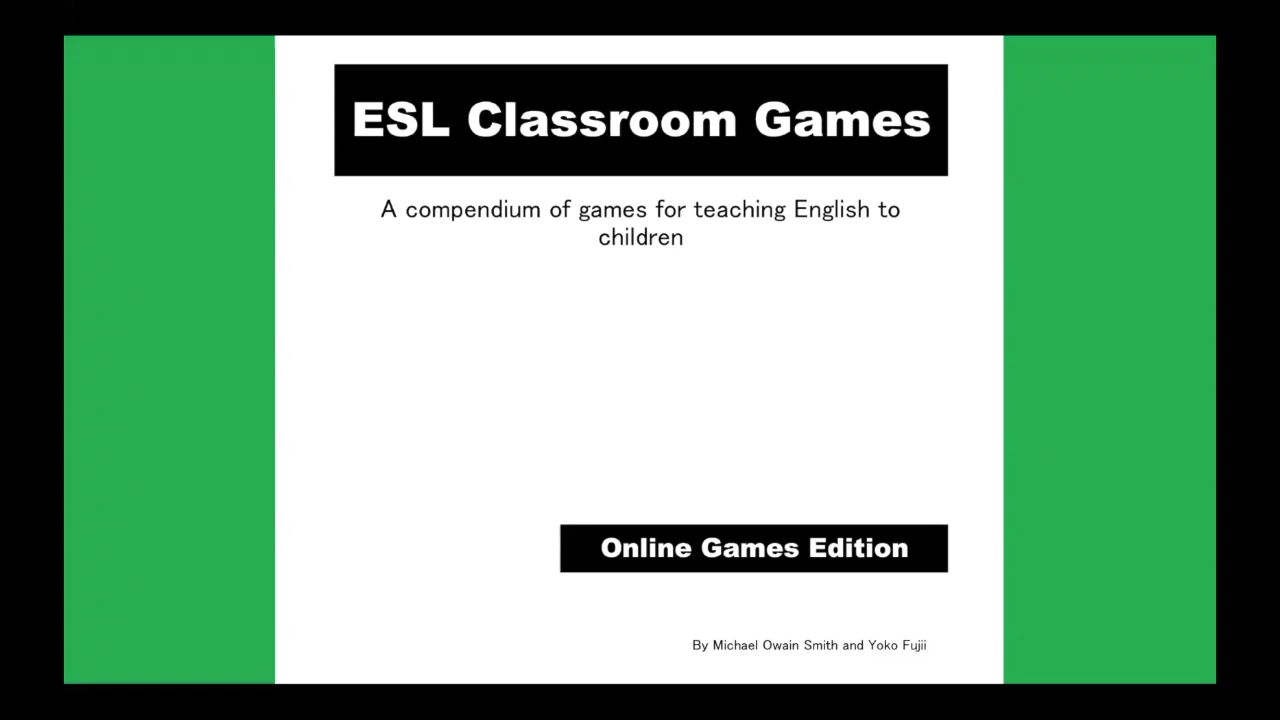 ESL Classroom Games
A compendium of games for teaching English to
children
Online Games Edition
By Michael Owain Smith and Yoko Fujii